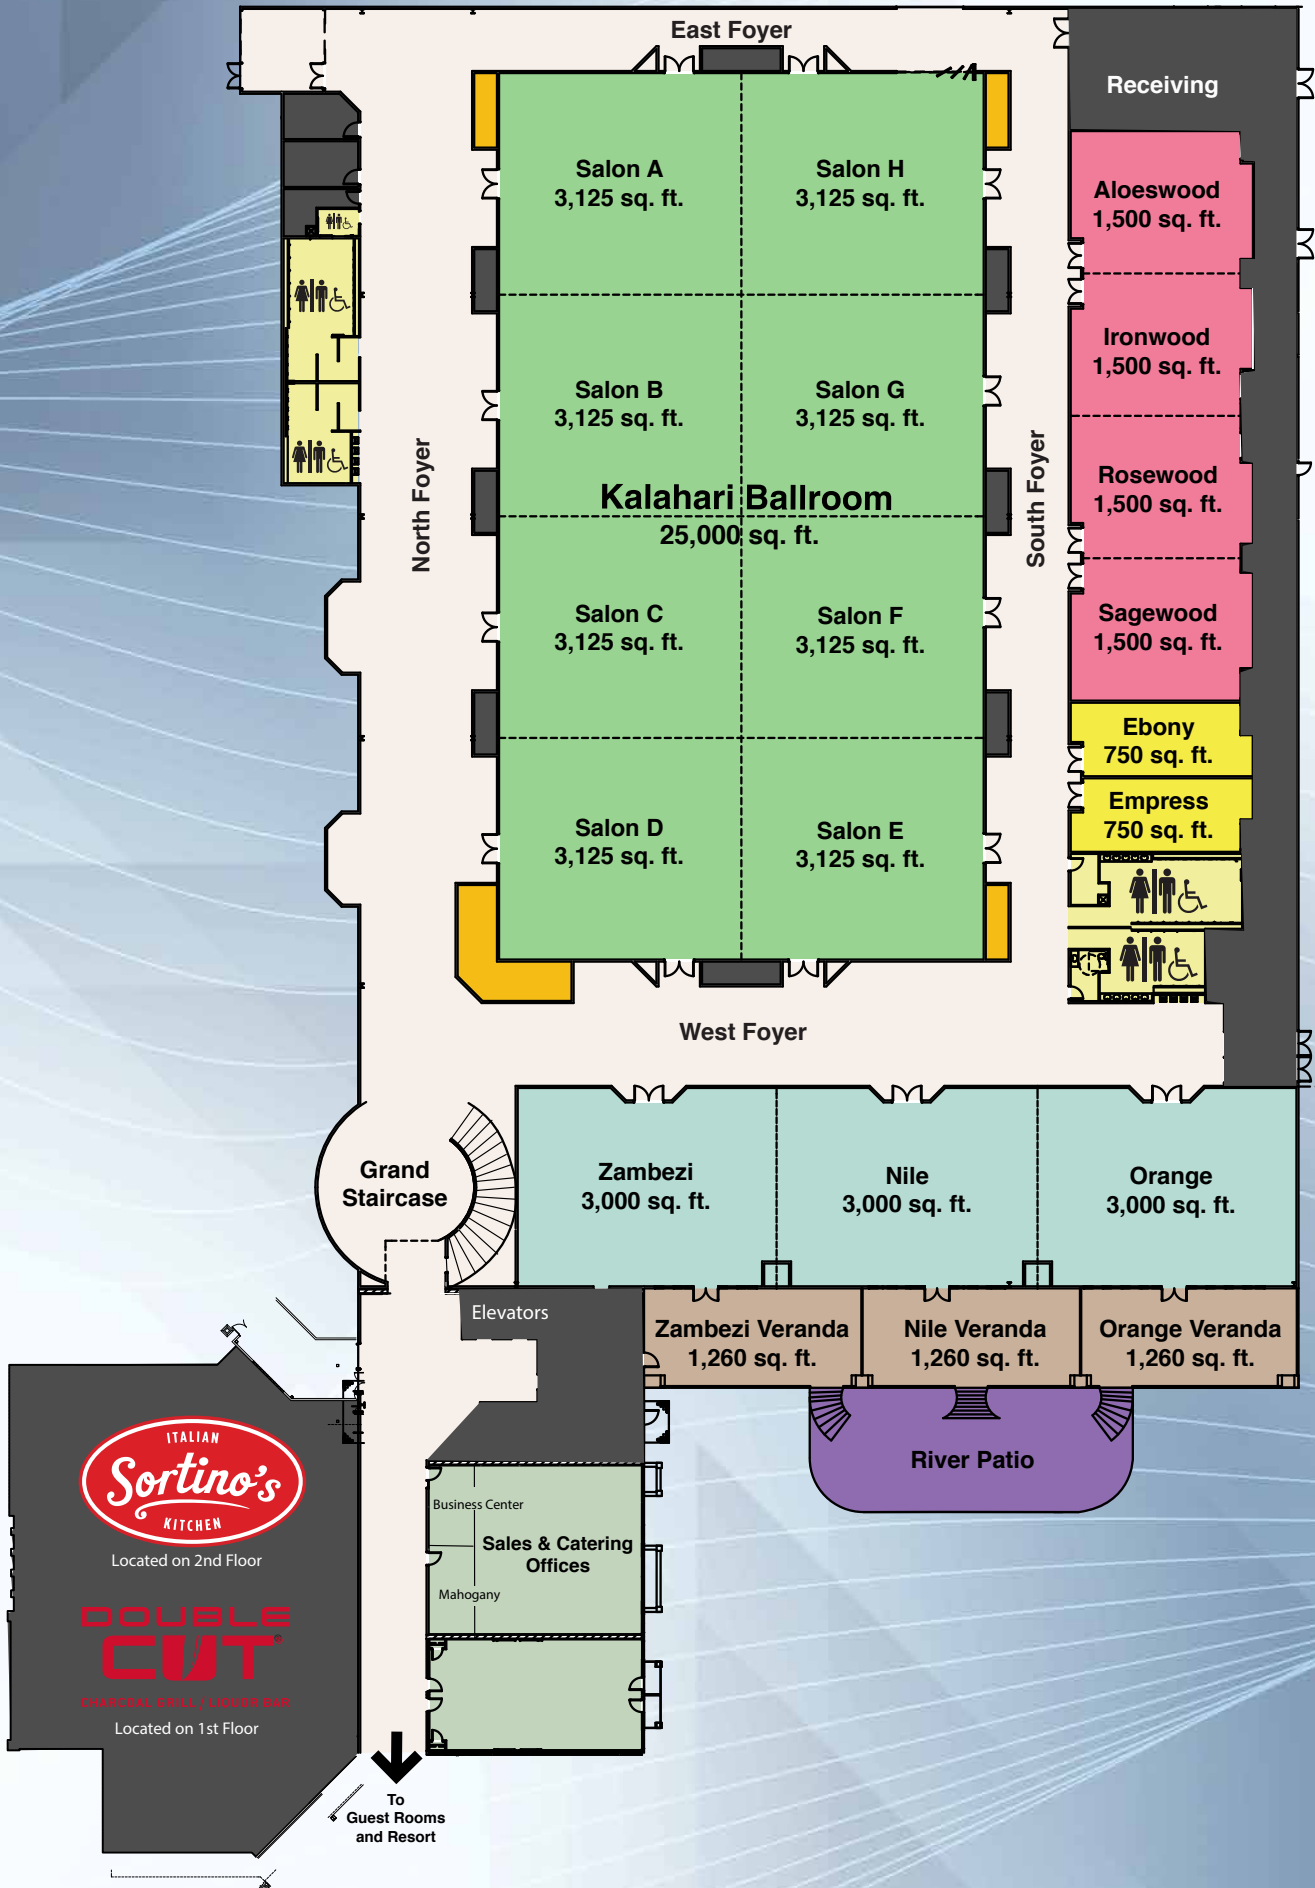 East Foyer
Receiving
Salon A
3,125 sq. ft.
Salon H
3,125 sq. ft.
Aloeswood
1,500 sq. ft.
Ironwood
1,500 sq. ft.
Salon B
3,125 sq. ft.
Salon G
3,125 sq. ft.
North Foyer
South Foyer
Kalahari Ballroom
25,000 sq. ft.
Rosewood
1,500 sq. ft.
Salon C
3,125 sq. ft.
Salon F
3,125 sq. ft.
Sagewood
1,500 sq. ft.
Ebony
750 sq. ft.
Empress
750 sq. ft.
Salon D
3,125 sq. ft.
Salon E
3,125 sq. ft.
West Foyer
Grand
Staircase
Zambezi
3,000 sq. ft.
Nile
3,000 sq. ft.
Orange
3,000 sq. ft.
Elevators
Zambezi Veranda
1,260 sq. ft.
Nile Veranda
1,260 sq. ft.
Orange Veranda
1,260 sq. ft.
River Patio
ITALIAN
Sortino's
KITCHEN
Located on 2nd Floor
Business Center
Sales & Catering
Offices
Mahogany
DOUBLE
CUT®
CHARCOAL GRILL / LIQUOR BAR
Located on 1st Floor
To
Guest Rooms
and Resort